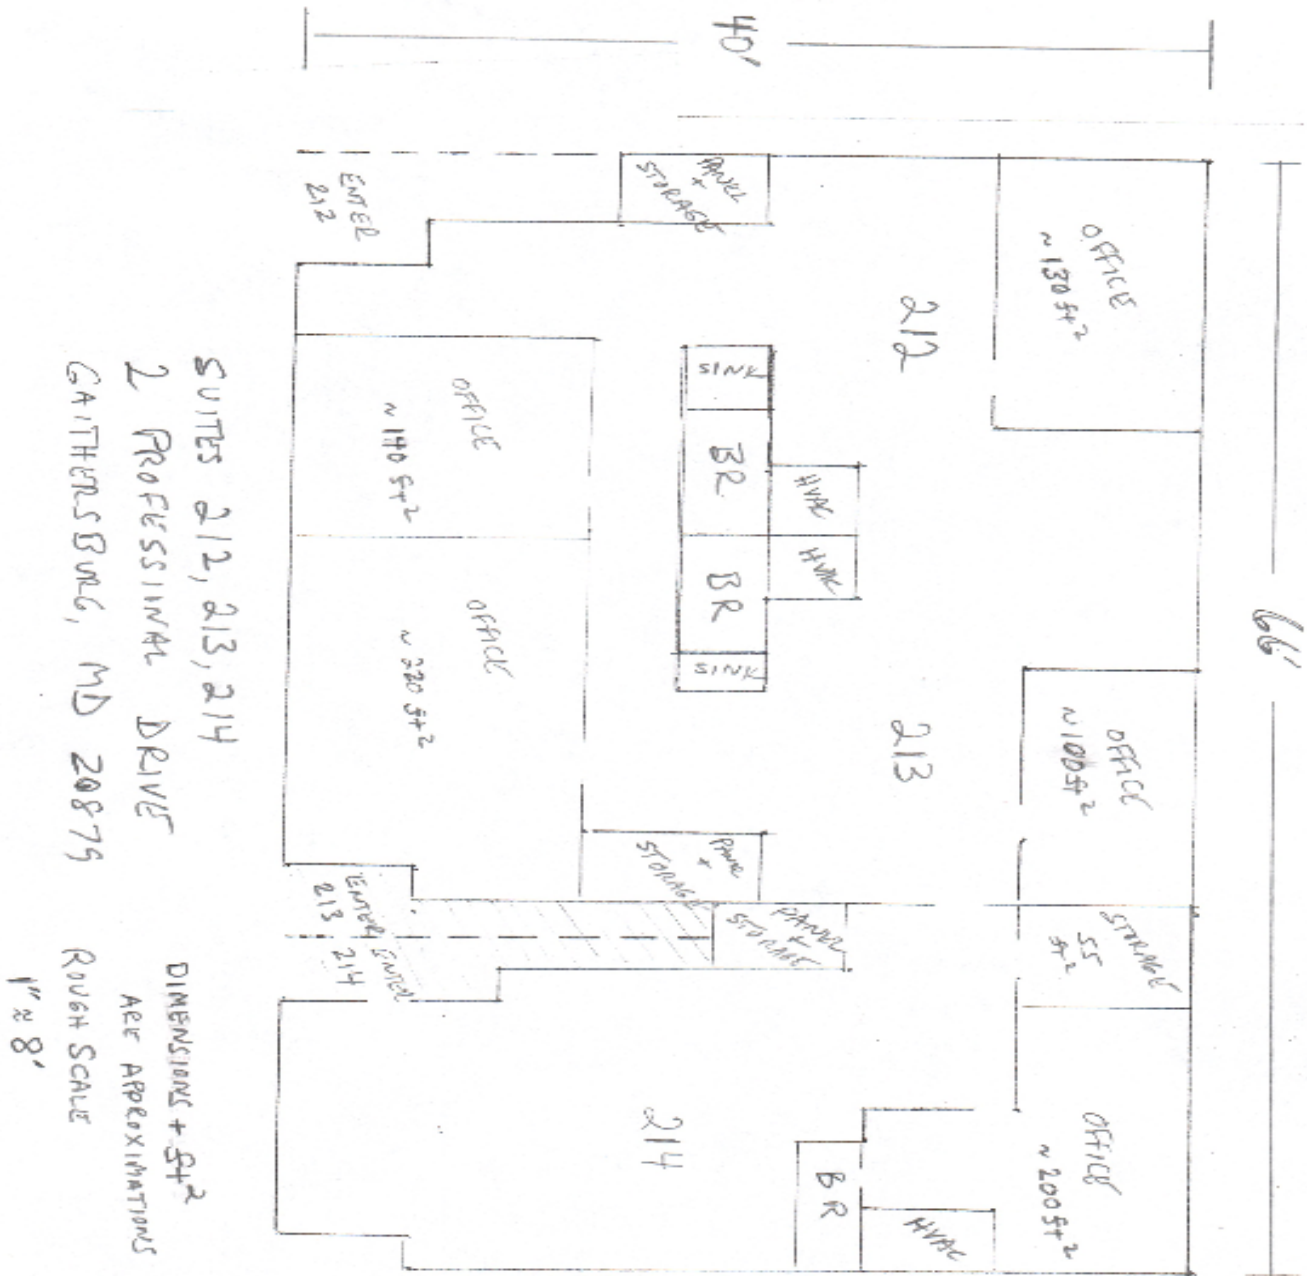 40'
66'
PANEL
+
STORAGE
ENTER
212
OFFICE
~130 ft²
212
SINK
BR
HVAC
OFFICE
~140 ft²
BR
HVAC
SINK
OFFICE
~220 ft²
213
OFFICE
~100 ft²
PANEL
+
STORAGE
ENTER
213
ENTER
214
PANEL
+
STORAGE
STORAGE
55
ft²
214
BR
HVAC
OFFICE
~200 ft²
SUITES 212, 213, 214
2 PROFESSIINAL DRIVE
GAITHERSBURG, MD 20879
DIMENSIONS + ft²
ARE APPROXIMATIONS
ROUGH SCALE
1" ≈ 8'